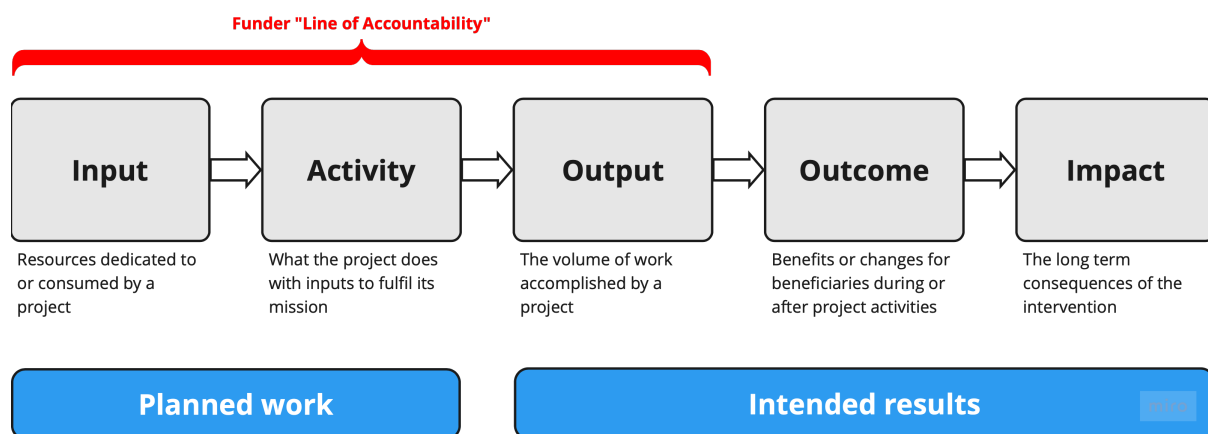 Funder "Line of Accountability"
Input
Activity
Output
Outcome
Impact
Resources dedicated to
or consumed by a
project
What the project does
with inputs to fulfil its
mission
The volume of work
accomplished by a
project
Benefits or changes for
beneficiaries during or
after project activities
The long term
consequences of the
intervention
Planned work
Intended results